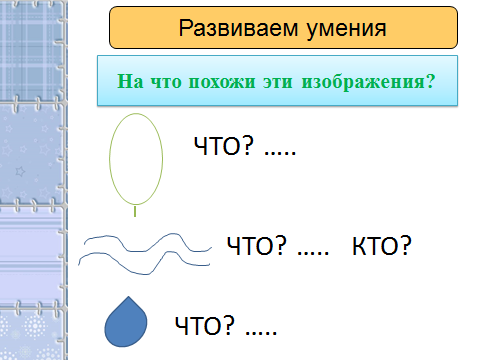 Развиваем умения
На что похожи эти изображения?
ЧТО? .....
ЧТО? ..... КТО?
ЧТО? .....